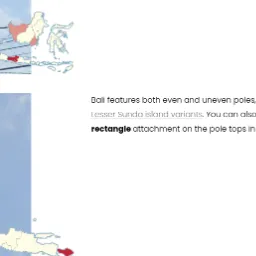 Bali features both even and uneven poles,
Lesser Sunda island variants. You can also
rectangle attachment on the pole tops in